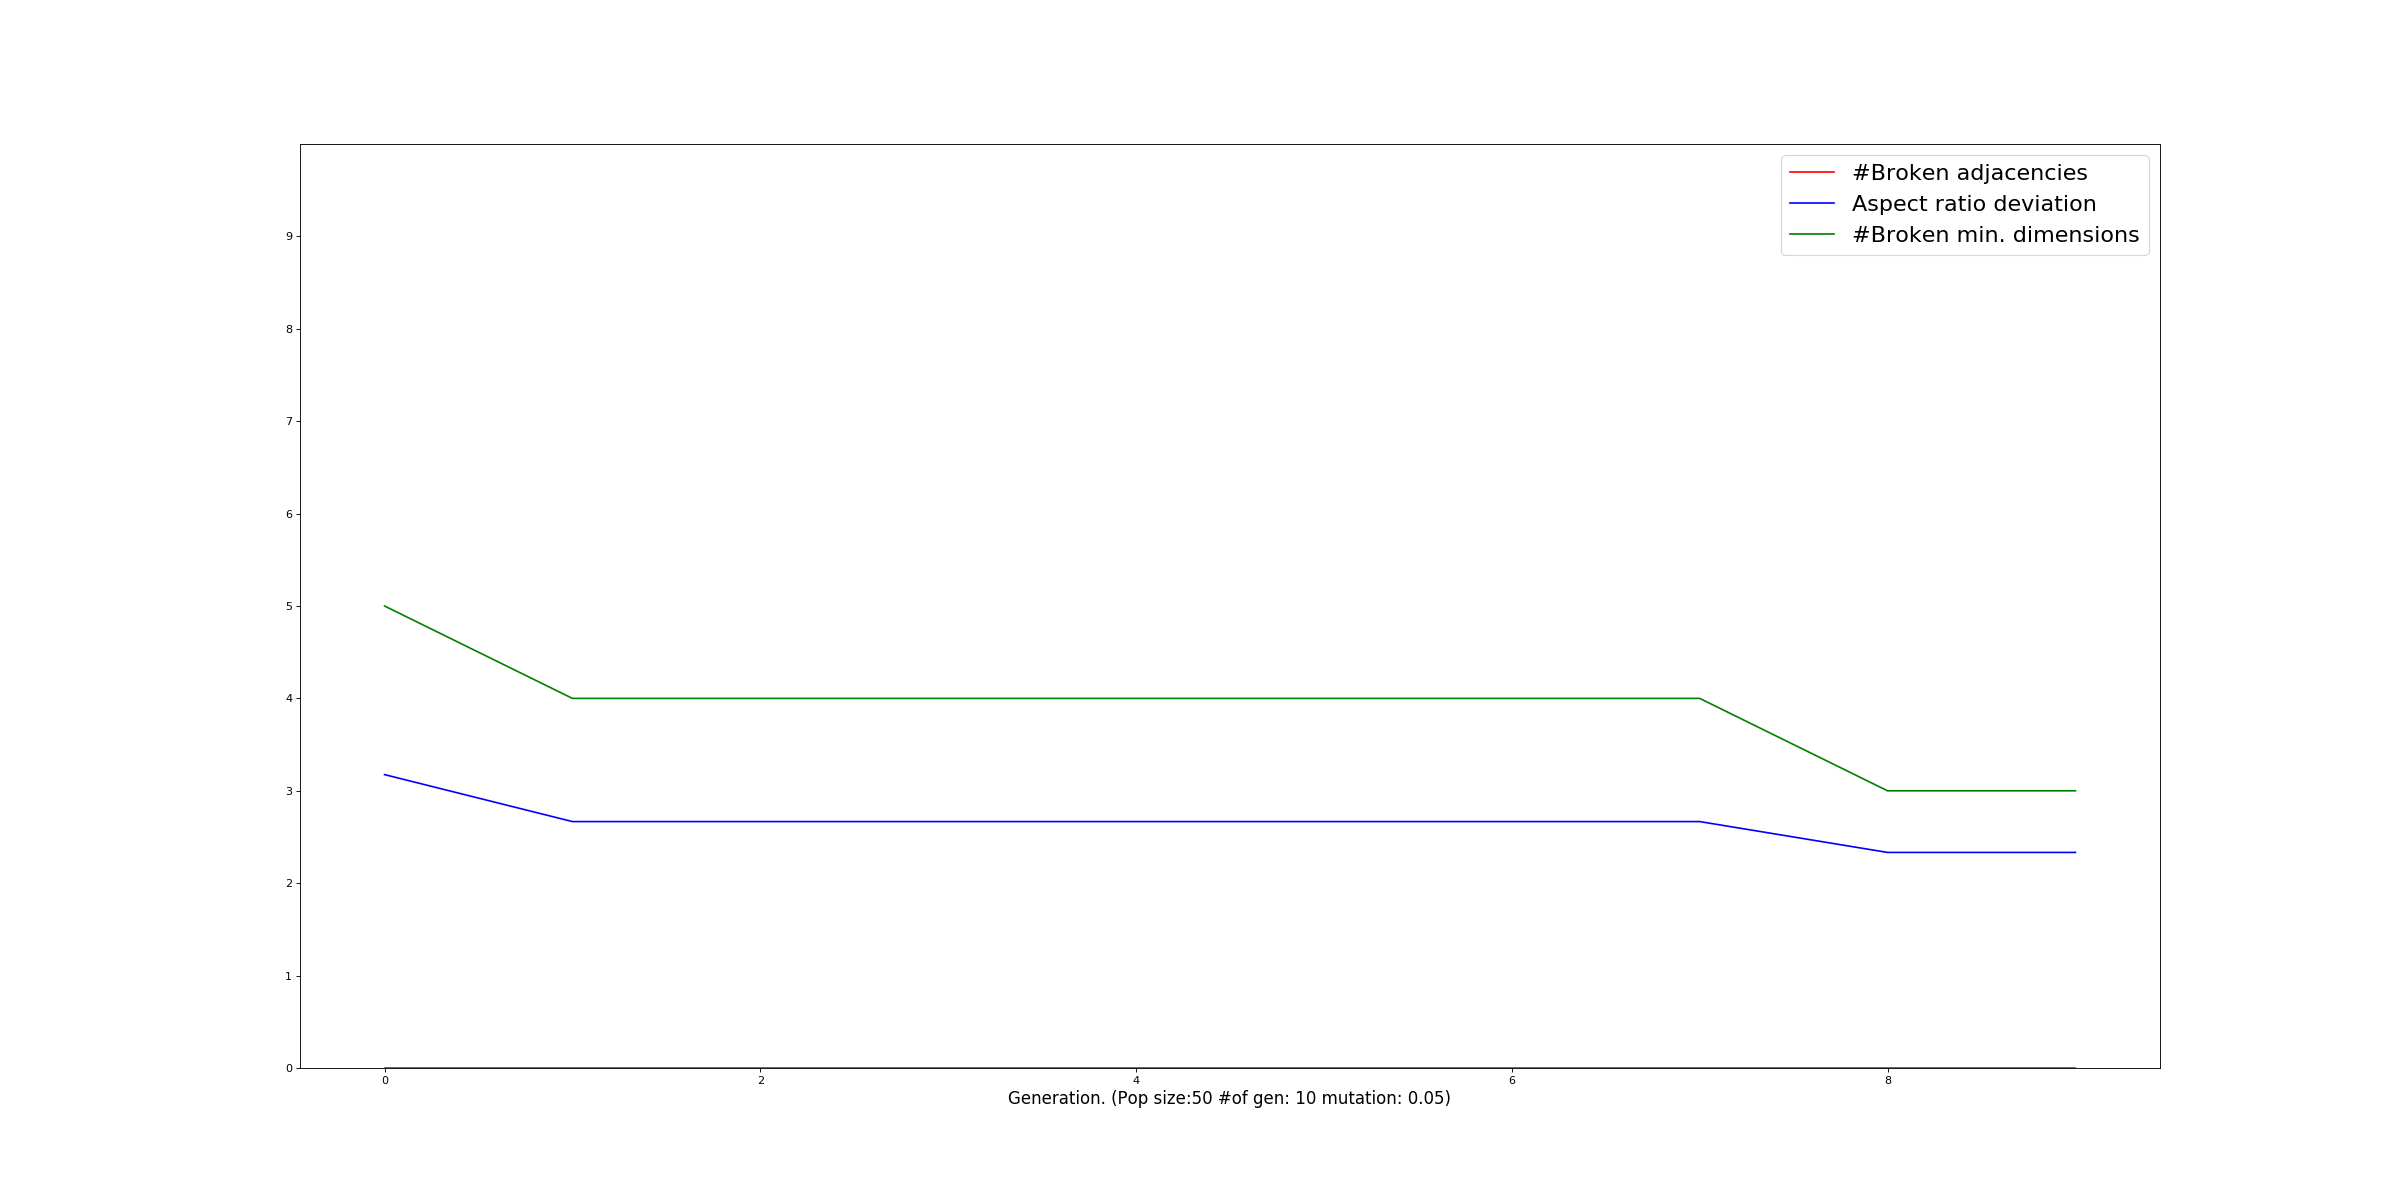 #Broken adjacencies
Aspect ratio deviation
#Broken min. dimensions
9
8
7
6
5
4
3
2
1
0
0 2 4 6 8
Generation. (Pop size:50 #of gen: 10 mutation: 0.05)